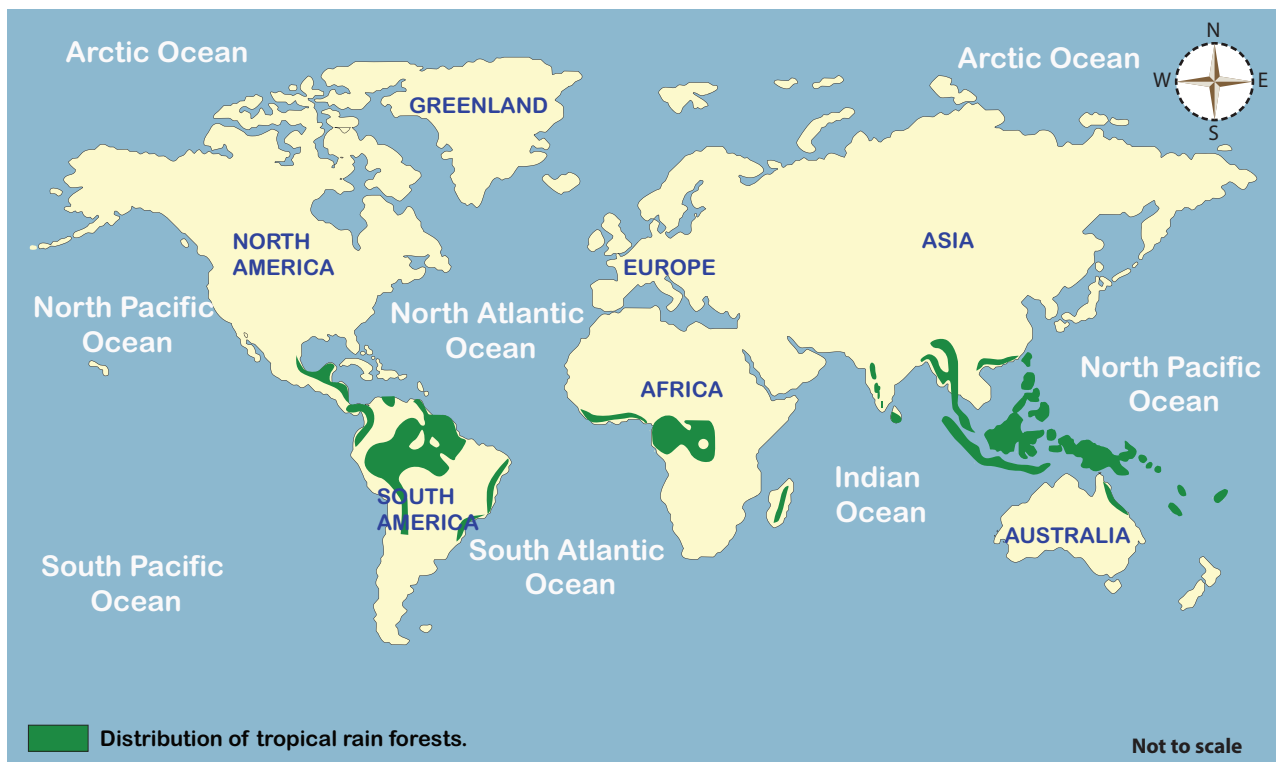 Arctic Ocean
Arctic Ocean
N
W
E
S
GREENLAND
NORTH
AMERICA
ASIA
EUROPE
North Pacific
Ocean
North Atlantic
Ocean
North Pacific
Ocean
AFRICA
Indian
Ocean
SOUTH
AMERICA
AUSTRALIA
South Atlantic
Ocean
South Pacific
Ocean
Distribution of tropical rain forests.
Not to scale